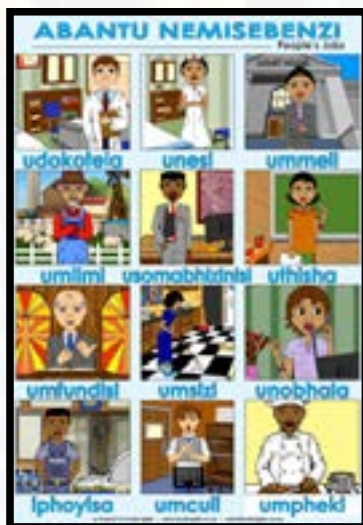 ABANTU NEMISEBENZI
People's Jobs
udokotela unesi ummeli
umlimi usomabhizinisi uthisha
umfundisi umsizi unobhala
iphoyisa umculi umpheki